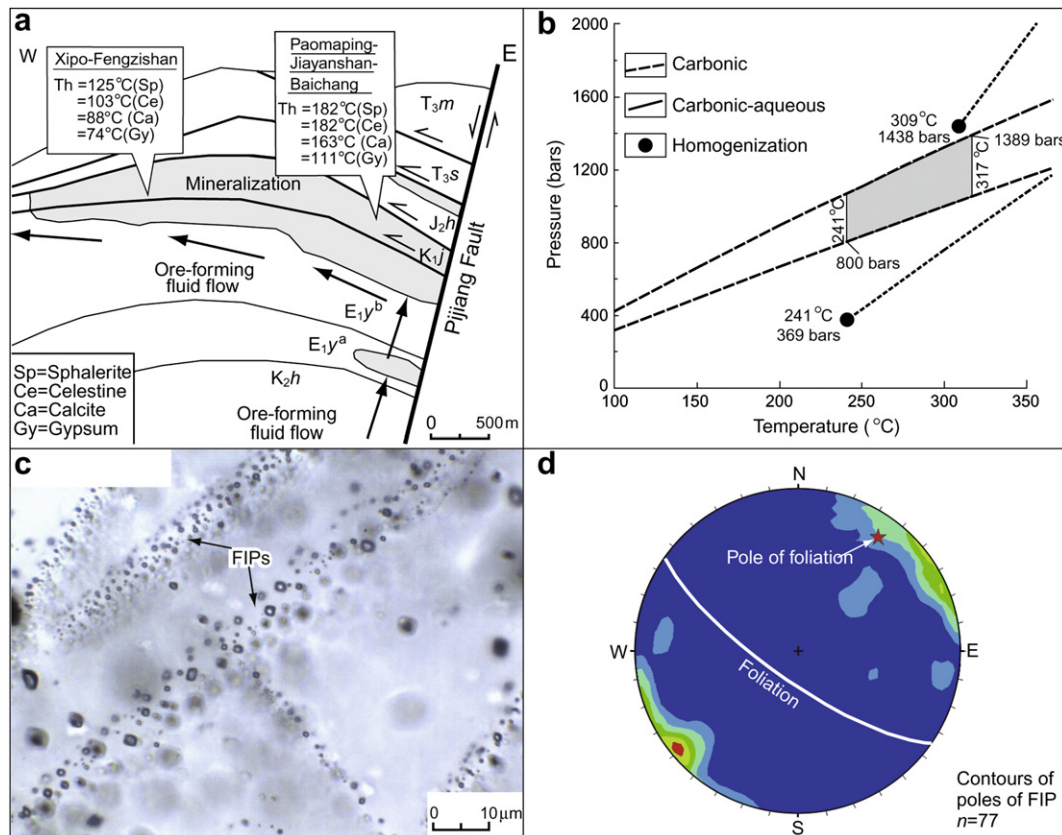 a
W
E
Xipo-Fengzishan
Th =125°C(Sp)
=103°C(Ce)
=88°C (Ca)
=74°C(Gy)
Paomaping-
Jiayanshan-
Baichang
Th =182°C(Sp)
=182°C(Ce)
=163°C (Ca)
=111°C(Gy)
T₃m
T₃s
J₂h
K₁j
Mineralization
Ore-forming
fluid flow
E₁yᵇ
E₁yᵃ
K₂h
Pijiang Fault
Sp=Sphalerite
Ce=Celestine
Ca=Calcite
Gy=Gypsum
Ore-forming
fluid flow
0 500m
b
Pressure (bars)
2000
1600
1200
800
400
0
Carbonic
Carbonic-aqueous
Homogenization
309°C
1438 bars
317 °C/
1389 bars
241°C
800 bars
241°C
369 bars
100 150 200 250 300 350
Temperature (°C)
c
FIPs
0 10μm
d
N
Pole of foliation
W
E
Foliation
S
Contours of
poles of FIP
n=77